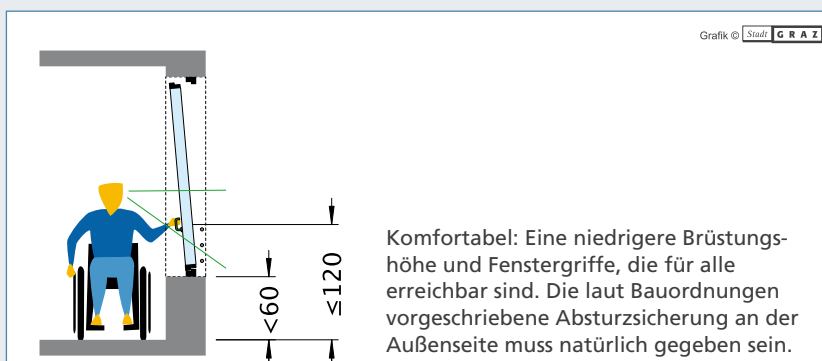 Grafik © Stadt GRAZ
<60
≤120
Komfortabel: Eine niedrigere Brüstungs-
höhe und Fenstergriffe, die für alle
erreichbar sind. Die laut Bauordnungen
vorgeschriebene Absturzsicherung an der
Außenseite muss natürlich gegeben sein.